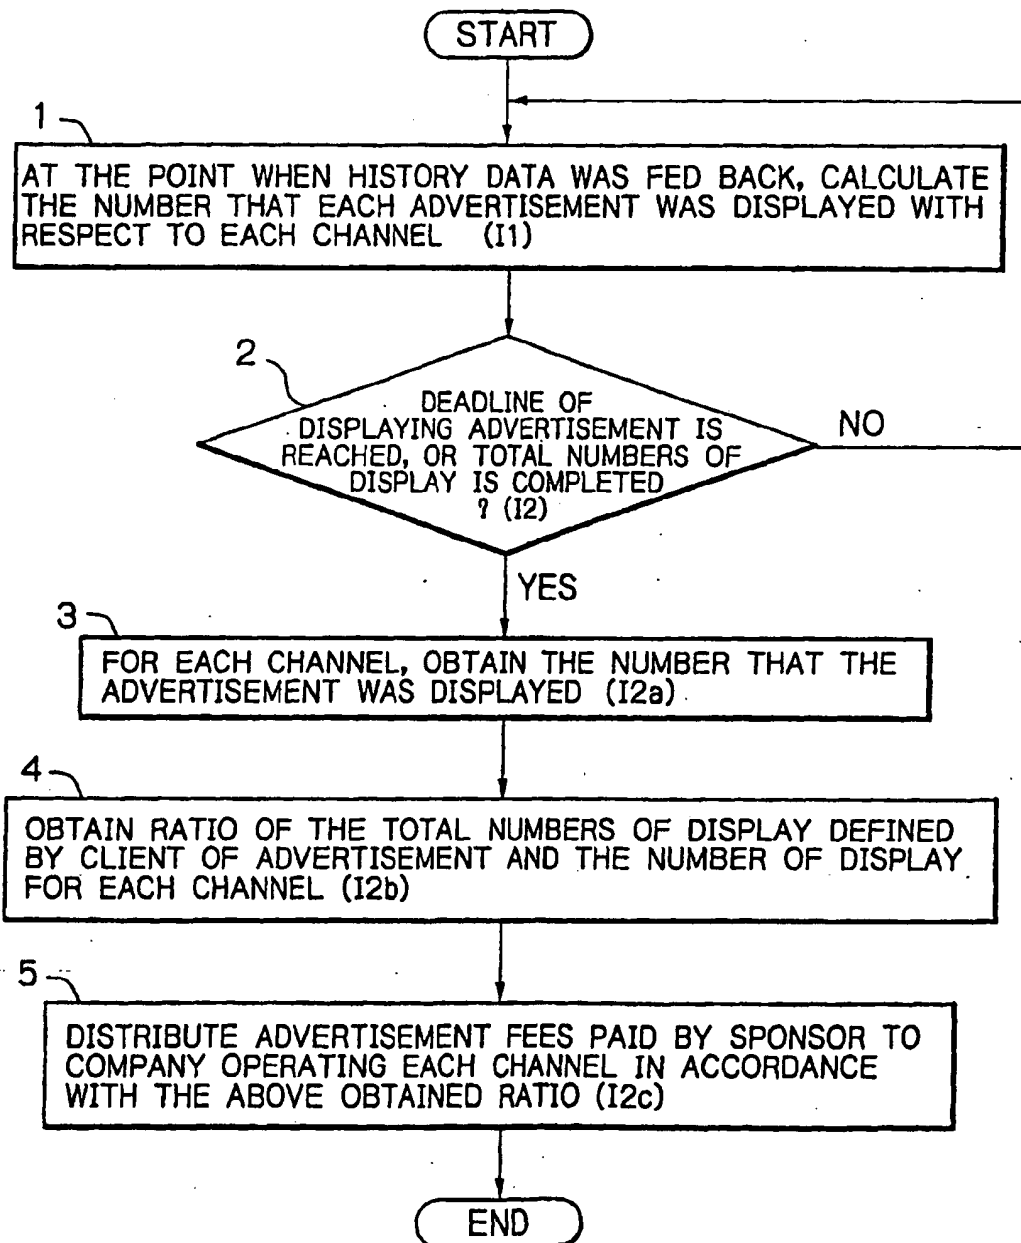 START
1
AT THE POINT WHEN HISTORY DATA WAS FED BACK, CALCULATE
THE NUMBER THAT EACH ADVERTISEMENT WAS DISPLAYED WITH
RESPECT TO EACH CHANNEL (I1)
2
DEADLINE OF
DISPLAYING ADVERTISEMENT IS
REACHED, OR TOTAL NUMBERS OF
DISPLAY IS COMPLETED
? (I2)
NO
YES
3
FOR EACH CHANNEL, OBTAIN THE NUMBER THAT THE
ADVERTISEMENT WAS DISPLAYED (I2a)
4
OBTAIN RATIO OF THE TOTAL NUMBERS OF DISPLAY DEFINED
BY CLIENT OF ADVERTISEMENT AND THE NUMBER OF DISPLAY
FOR EACH CHANNEL (I2b)
5
DISTRIBUTE ADVERTISEMENT FEES PAID BY SPONSOR TO
COMPANY OPERATING EACH CHANNEL IN ACCORDANCE
WITH THE ABOVE OBTAINED RATIO (I2c)
END